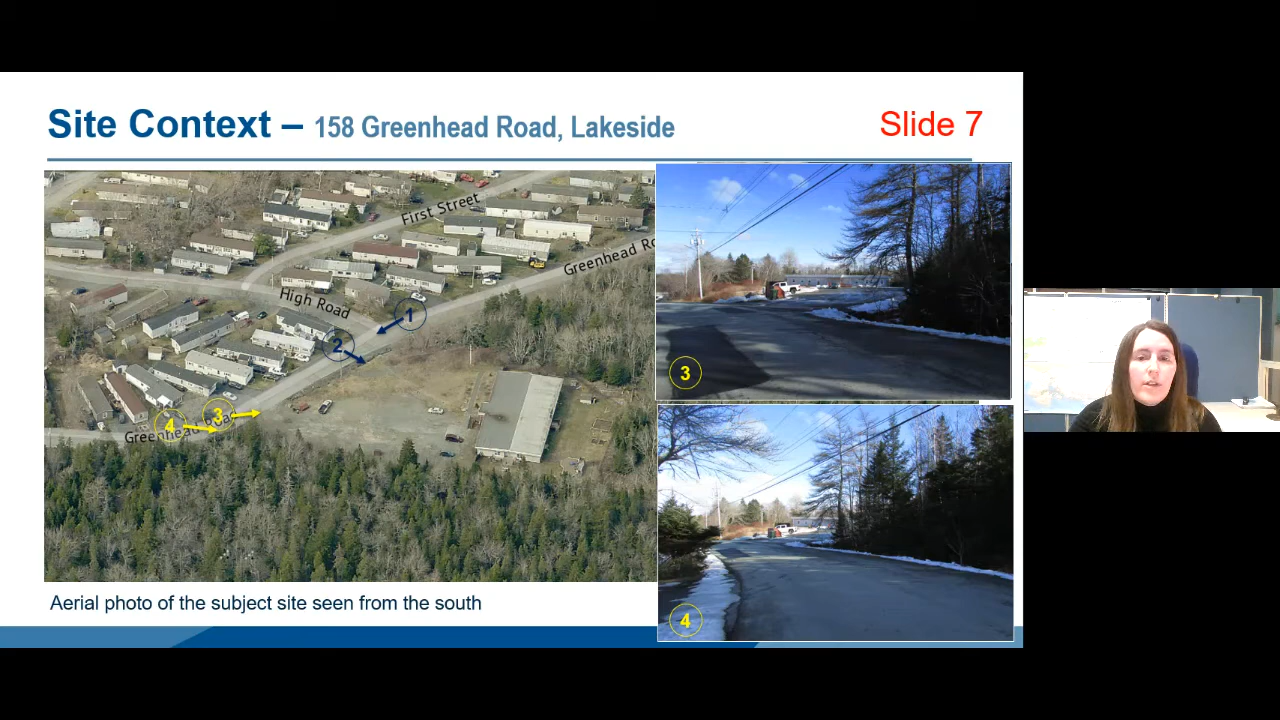 Site Context – 158 Greenhead Road, Lakeside
Slide 7
First Street
Greenhead Ro
High Road
1
2
3
4
Greenhead Roa
3
4
Aerial photo of the subject site seen from the south